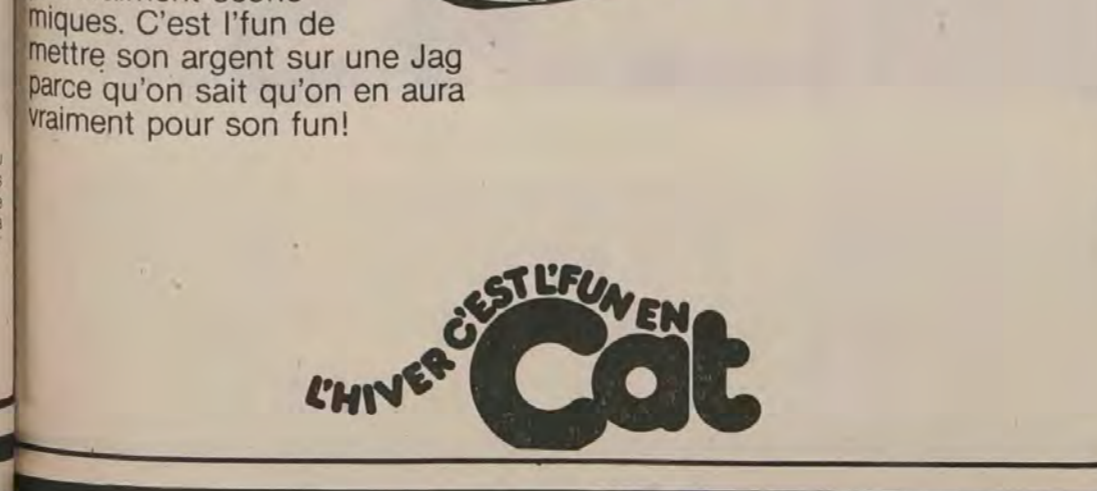 miques. C'est l'fun de
mettre son argent sur une Jag
parce qu'on sait qu'on en aura
vraiment pour son fun!
L'HIVER C'EST L'FUN EN
Cat